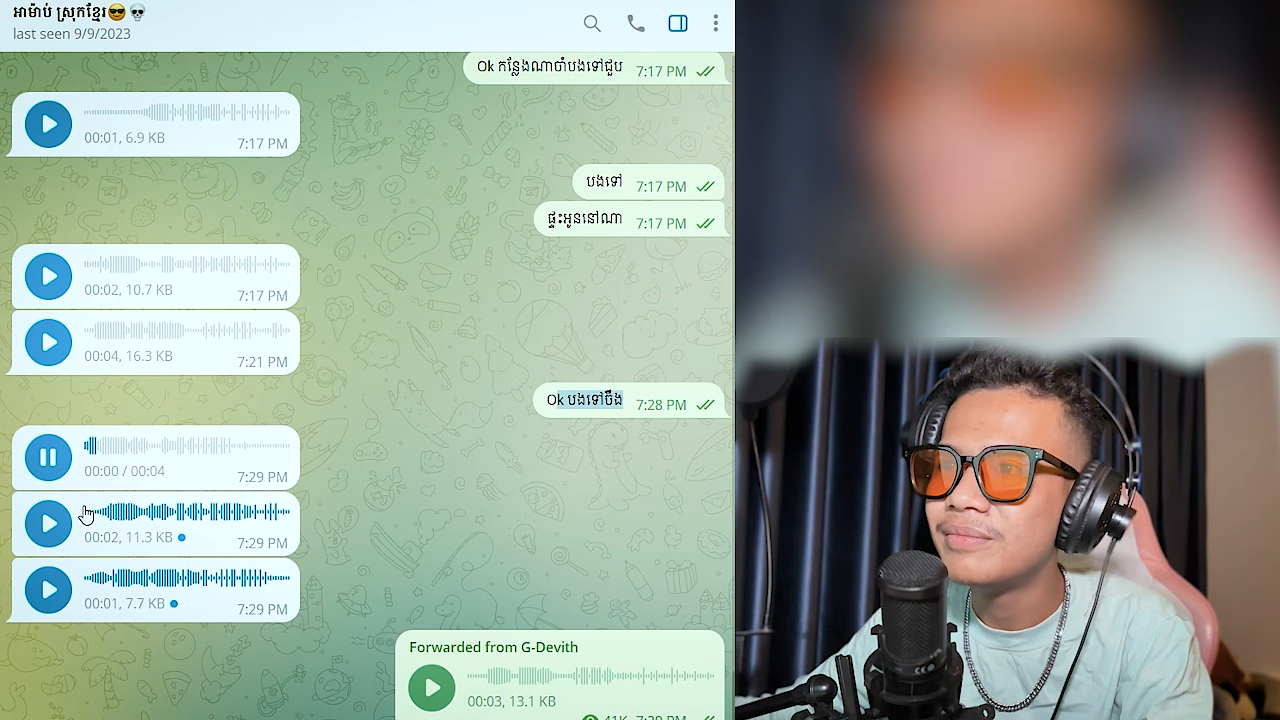 អាម៉ាប់ ស្រុកខ្មែរ😎💀
last seen 9/9/2023
Ok កន្លែងណាចាំបងទៅជួប 7:17 PM
00:01, 6.9 KB 7:17 PM
បងទៅ 7:17 PM
ផ្ទះអូននៅណា 7:17 PM
00:02, 10.7 KB 7:17 PM
00:04, 16.3 KB 7:21 PM
Ok បងទៅចឹង 7:28 PM
00:00 / 00:04 7:29 PM
00:02, 11.3 KB 7:29 PM
00:01, 7.7 KB 7:29 PM
Forwarded from G-Devith
00:03, 13.1 KB
41K 7:29 PM